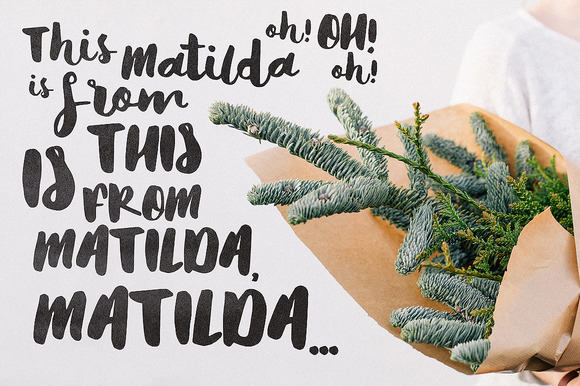 This matilda oh! OH! oh!
is from
IS THIS
FROM
MATILDA,
MATILDA...